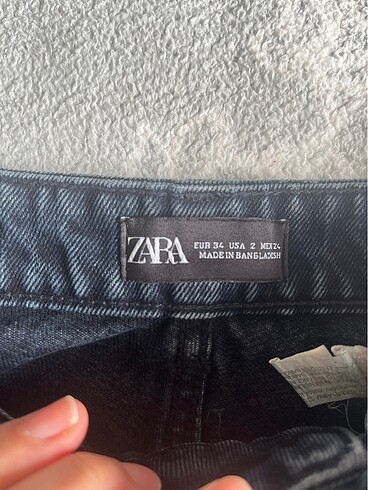 ZARA
EUR 34 USA 2 MEX 24
MADE IN BANGLADESH